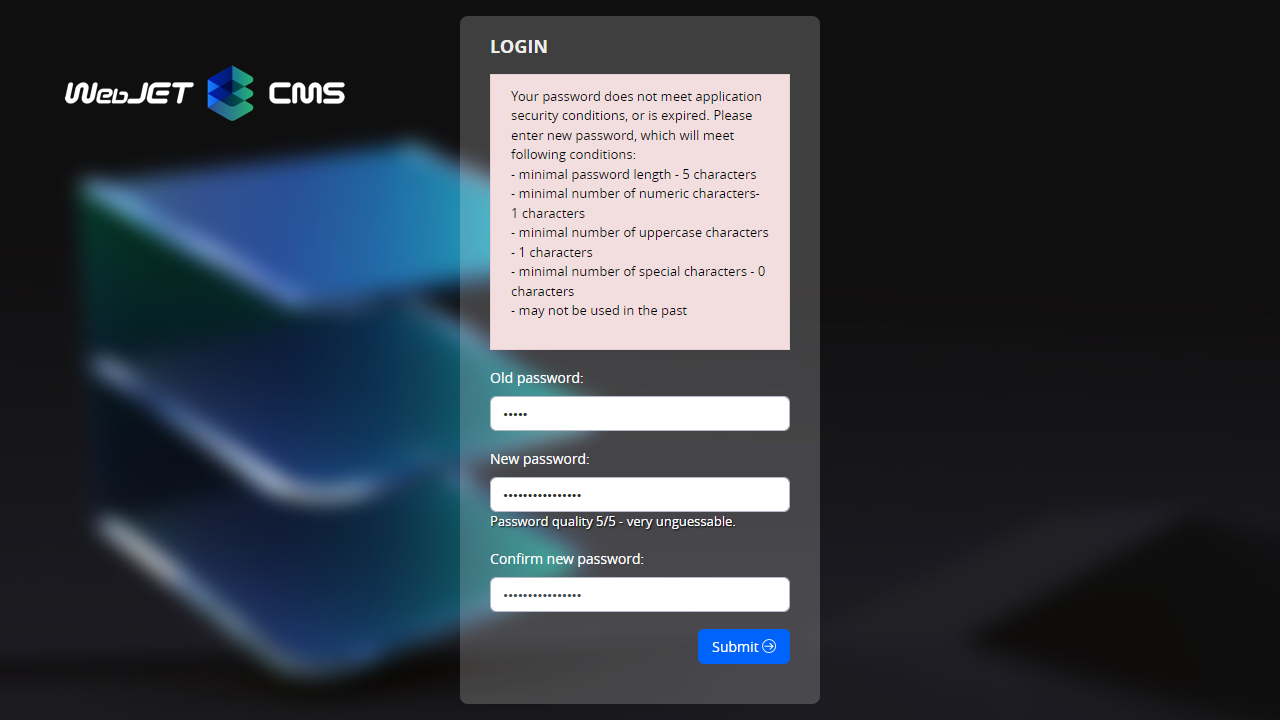 WebJET CMS
LOGIN
Your password does not meet application
security conditions, or is expired. Please
enter new password, which will meet
following conditions:
- minimal password length - 5 characters
- minimal number of numeric characters-
1 characters
- minimal number of uppercase characters
- 1 characters
- minimal number of special characters - 0
characters
- may not be used in the past
Old password:
•••••
New password:
••••••••••••••••
Password quality 5/5 - very unguessable.
Confirm new password:
••••••••••••••••
Submit